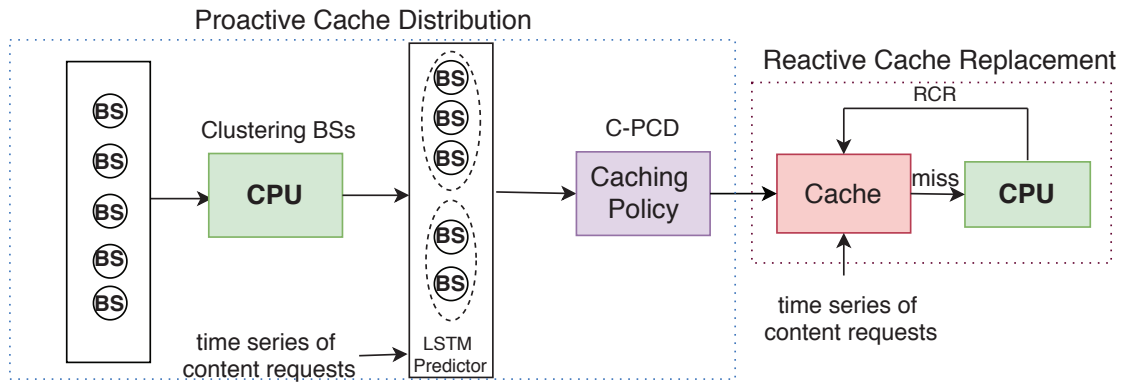 Proactive Cache Distribution
Reactive Cache Replacement
BS
BS
BS
BS
BS
Clustering BSs
CPU
BS
BS
BS
BS
BS
LSTM
Predictor
time series of
content requests
C-PCD
Caching
Policy
RCR
Cache
miss
CPU
time series of
content requests